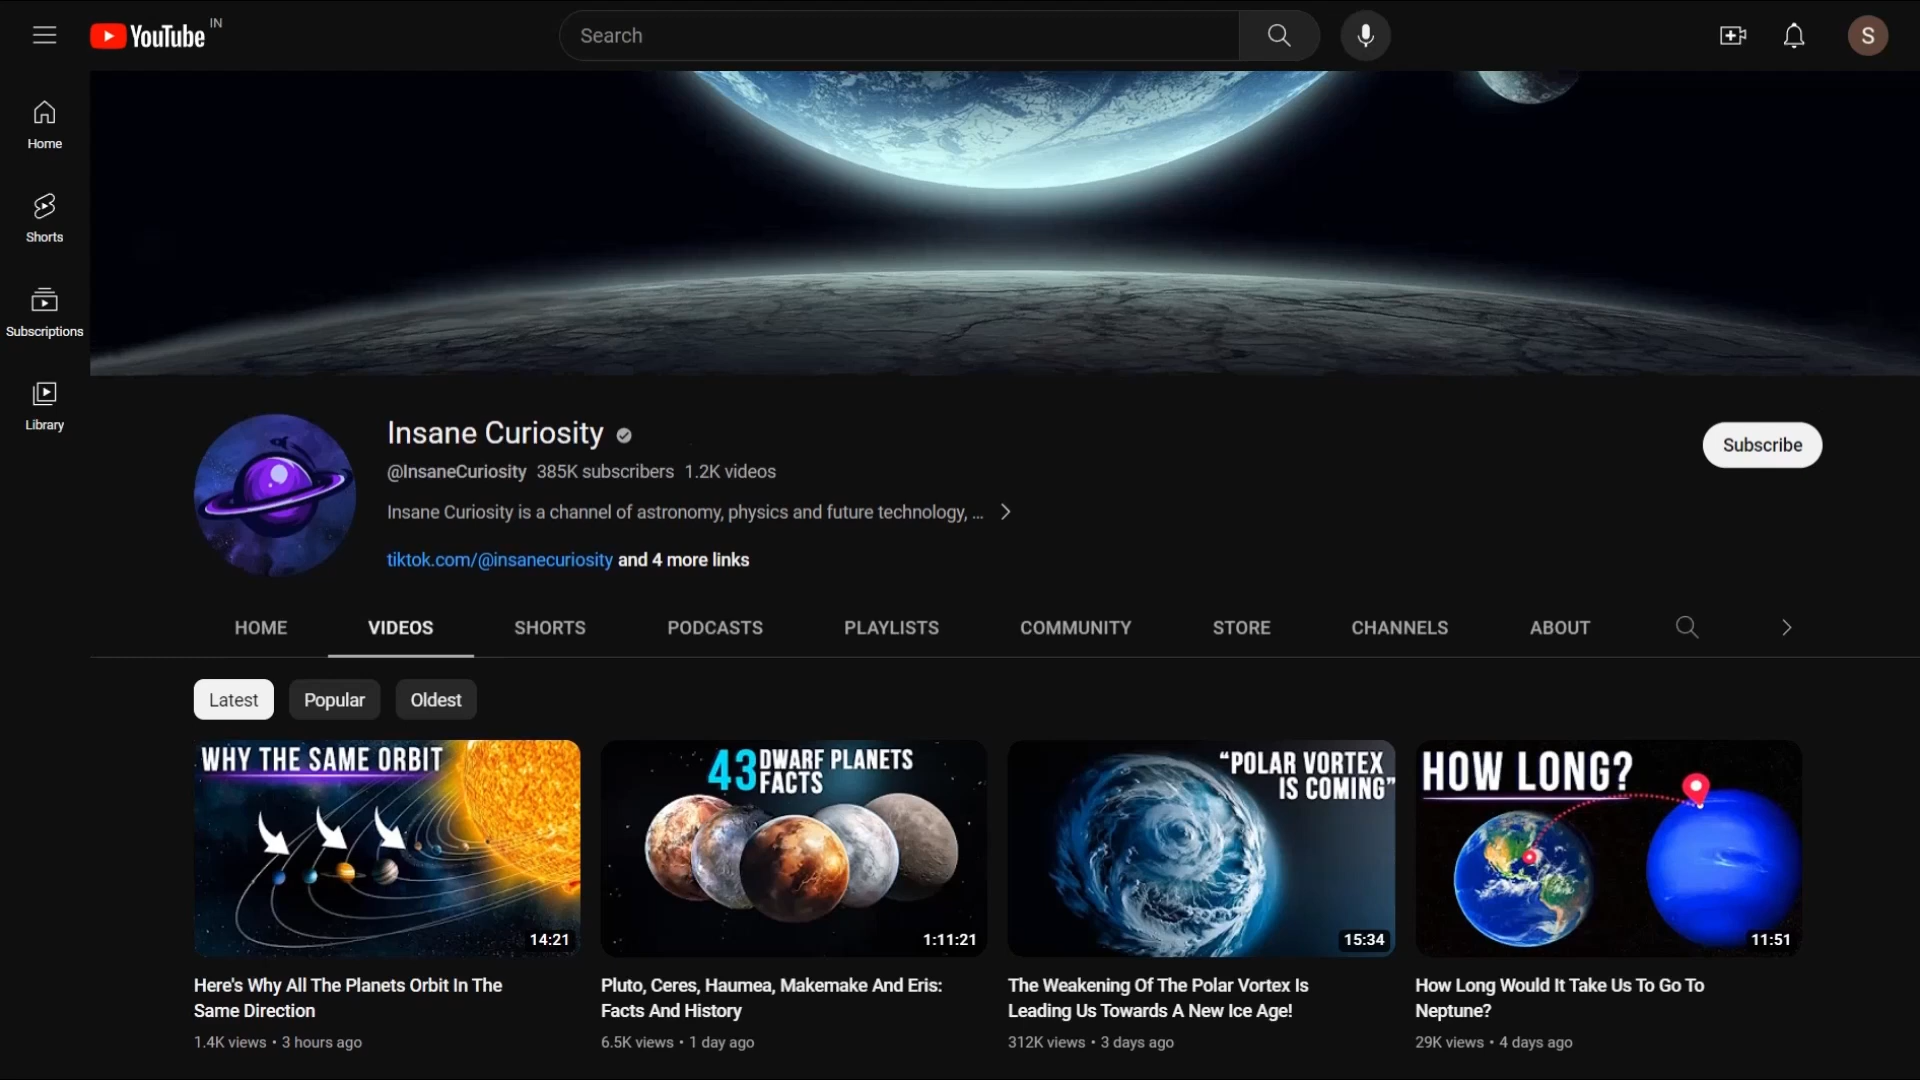 YouTube IN
Search
S
Home
Shorts
Subscriptions
Library
Insane Curiosity
@InsaneCuriosity 385K subscribers 1.2K videos
Insane Curiosity is a channel of astronomy, physics and future technology, ...
tiktok.com/@insanecuriosity and 4 more links
Subscribe
HOME VIDEOS SHORTS PODCASTS PLAYLISTS COMMUNITY STORE CHANNELS ABOUT
Latest Popular Oldest
WHY THE SAME ORBIT
14:21
Here's Why All The Planets Orbit In The
Same Direction
1.4K views • 3 hours ago
43 DWARF PLANETS
FACTS
1:11:21
Pluto, Ceres, Haumea, Makemake And Eris:
Facts And History
6.5K views • 1 day ago
“POLAR VORTEX
IS COMING”
15:34
The Weakening Of The Polar Vortex Is
Leading Us Towards A New Ice Age!
312K views • 3 days ago
HOW LONG?
11:51
How Long Would It Take Us To Go To
Neptune?
29K views • 4 days ago